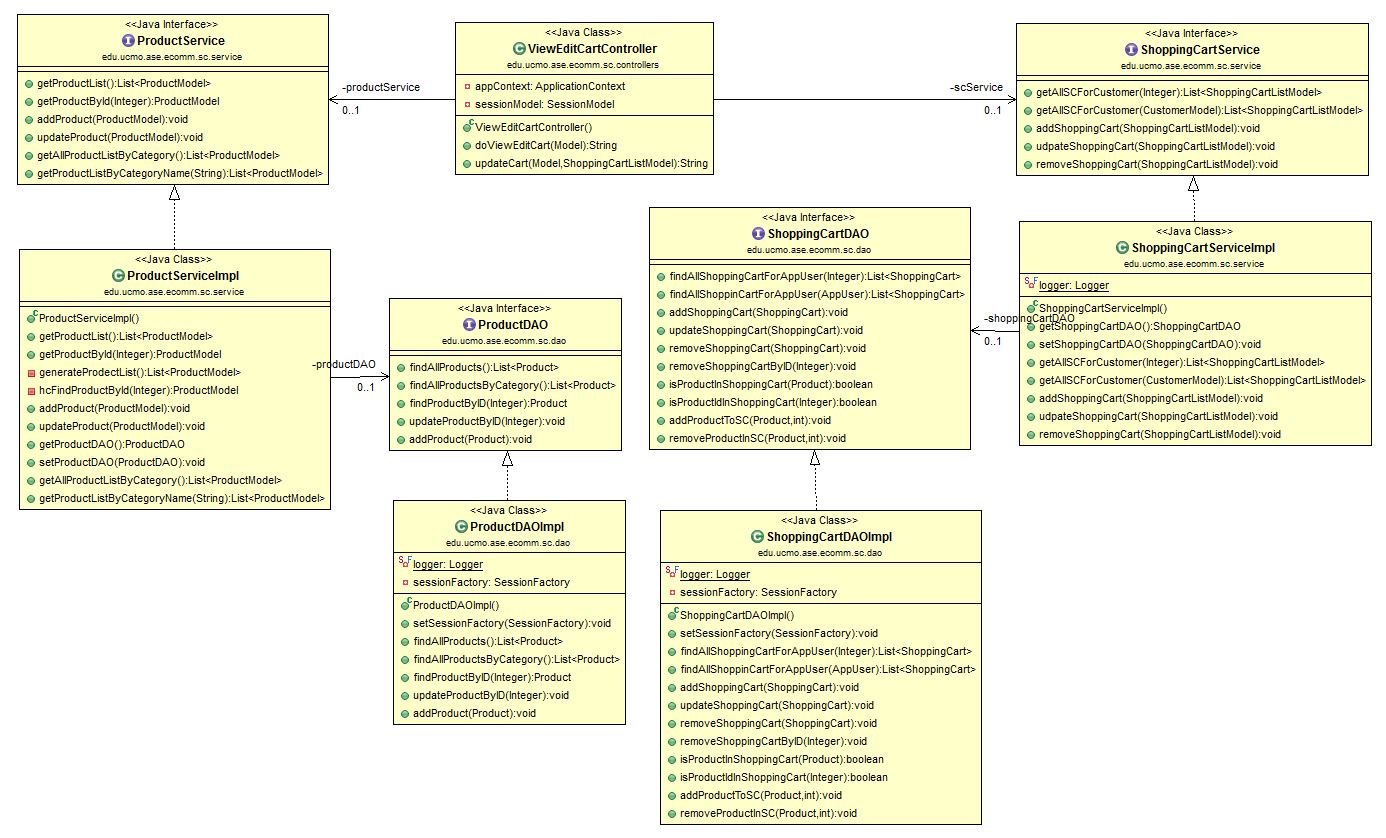 <<Java Interface>>
ProductService
edu.ucmo.ase.ecomm.sc.service
getProductList():List<ProductModel>
getProductById(Integer):ProductModel
addProduct(ProductModel):void
updateProduct(ProductModel):void
getAllProductListByCategory():List<ProductModel>
getProductListByCategoryName(String):List<ProductModel>
-productService
0..1
<<Java Class>>
ViewEditCartController
edu.ucmo.ase.ecomm.sc.controllers
appContext: ApplicationContext
sessionModel: SessionModel
ViewEditCartController()
doViewEditCart(Model):String
updateCart(Model,ShoppingCartListModel):String
-scService
0..1
<<Java Interface>>
ShoppingCartService
edu.ucmo.ase.ecomm.sc.service
getAllSCForCustomer(Integer):List<ShoppingCartListModel>
getAllSCForCustomer(CustomerModel):List<ShoppingCartListModel>
addShoppingCart(ShoppingCartListModel):void
udpateShoppingCart(ShoppingCartListModel):void
removeShoppingCart(ShoppingCartListModel):void
<<Java Class>>
ProductServiceImpl
edu.ucmo.ase.ecomm.sc.service
ProductServiceImpl()
getProductList():List<ProductModel>
getProductById(Integer):ProductModel
generateProdectList():List<ProductModel>
hcFindProductById(Integer):ProductModel
addProduct(ProductModel):void
updateProduct(ProductModel):void
getProductDAO():ProductDAO
setProductDAO(ProductDAO):void
getAllProductListByCategory():List<ProductModel>
getProductListByCategoryName(String):List<ProductModel>
-productDAO
0..1
<<Java Interface>>
ProductDAO
edu.ucmo.ase.ecomm.sc.dao
findAllProducts():List<Product>
findAllProductsByCategory():List<Product>
findProductByID(Integer):Product
updateProductByID(Integer):void
addProduct(Product):void
<<Java Interface>>
ShoppingCartDAO
edu.ucmo.ase.ecomm.sc.dao
findAllShoppingCartForAppUser(Integer):List<ShoppingCart>
findAllShoppinCartForAppUser(AppUser):List<ShoppingCart>
addShoppingCart(ShoppingCart):void
updateShoppingCart(ShoppingCart):void
removeShoppingCart(ShoppingCart):void
removeShoppingCartByID(Integer):void
isProductInShoppingCart(Product):boolean
isProductIdInShoppingCart(Integer):boolean
addProductToSC(Product,int):void
removeProductInSC(Product,int):void
-shoppingCartDAO
0..1
<<Java Class>>
ShoppingCartServiceImpl
edu.ucmo.ase.ecomm.sc.service
logger: Logger
ShoppingCartServiceImpl()
getShoppingCartDAO():ShoppingCartDAO
setShoppingCartDAO(ShoppingCartDAO):void
getAllSCForCustomer(Integer):List<ShoppingCartListModel>
getAllSCForCustomer(CustomerModel):List<ShoppingCartListModel>
addShoppingCart(ShoppingCartListModel):void
udpateShoppingCart(ShoppingCartListModel):void
removeShoppingCart(ShoppingCartListModel):void
<<Java Class>>
ProductDAOImpl
edu.ucmo.ase.ecomm.sc.dao
logger: Logger
sessionFactory: SessionFactory
ProductDAOImpl()
setSessionFactory(SessionFactory):void
findAllProducts():List<Product>
findAllProductsByCategory():List<Product>
findProductByID(Integer):Product
updateProductByID(Integer):void
addProduct(Product):void
<<Java Class>>
ShoppingCartDAOImpl
edu.ucmo.ase.ecomm.sc.dao
logger: Logger
sessionFactory: SessionFactory
ShoppingCartDAOImpl()
setSessionFactory(SessionFactory):void
findAllShoppingCartForAppUser(Integer):List<ShoppingCart>
findAllShoppinCartForAppUser(AppUser):List<ShoppingCart>
addShoppingCart(ShoppingCart):void
updateShoppingCart(ShoppingCart):void
removeShoppingCart(ShoppingCart):void
removeShoppingCartByID(Integer):void
isProductInShoppingCart(Product):boolean
isProductIdInShoppingCart(Integer):boolean
addProductToSC(Product,int):void
removeProductInSC(Product,int):void